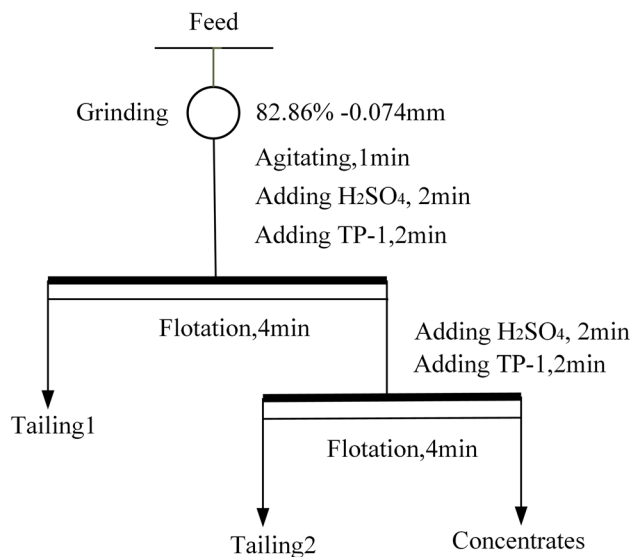 Feed
Grinding
82.86% -0.074mm
Agitating,1min
Adding H₂SO₄, 2min
Adding TP-1,2min
Flotation,4min
Adding H₂SO₄, 2min
Adding TP-1,2min
Tailing1
Flotation,4min
Tailing2
Concentrates